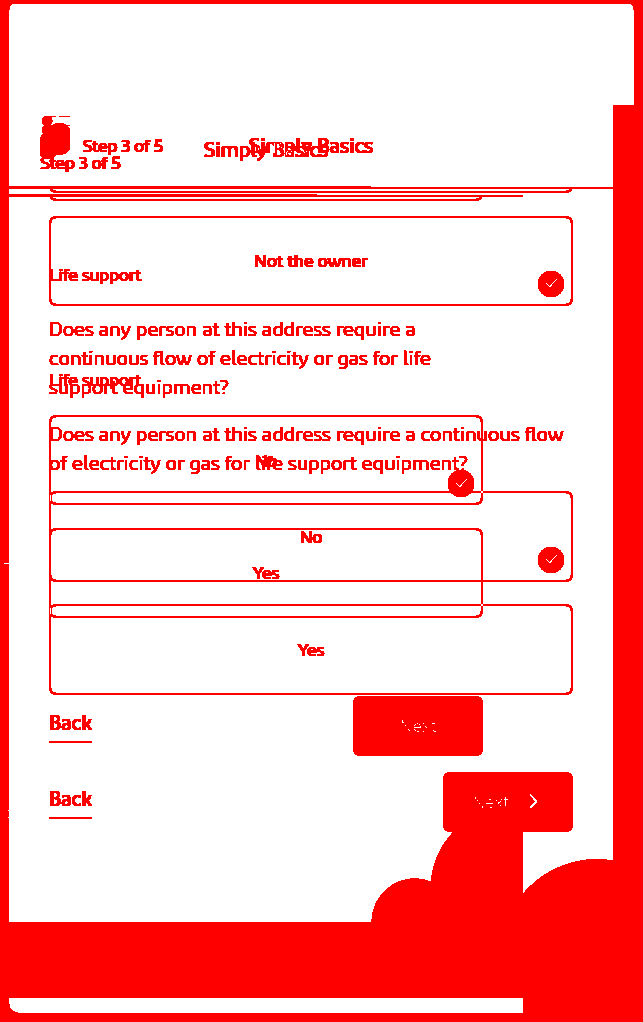 Step 3 of 5
Simply Basics
Step 3 of 5
Simply Basics
Not the owner
Life support
Does any person at this address require a
continuous flow of electricity or gas for life
Life support
support equipment?
Does any person at this address require a continuous flow
No
of electricity or gas for life support equipment?
No
Yes
Yes
Back
Next
Back
Next